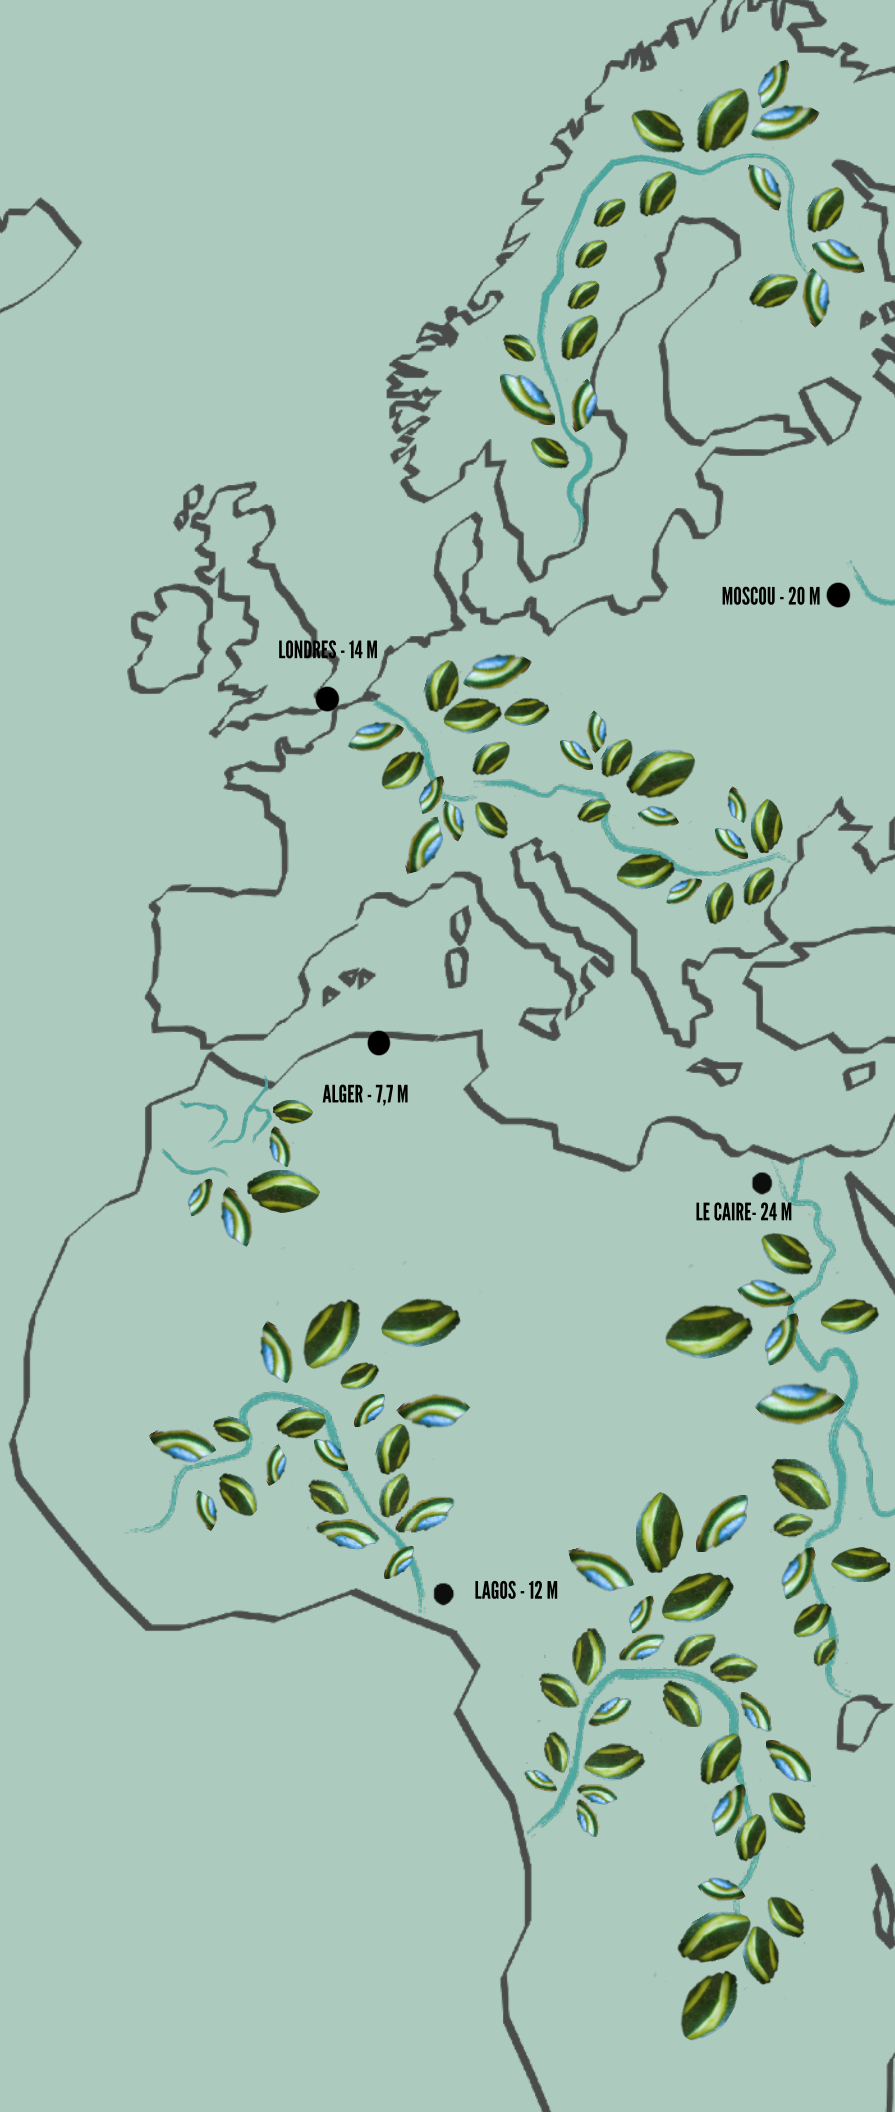 MOSCOU - 20 M
LONDRES - 14 M
ALGER - 7,7 M
LE CAIRE- 24 M
LAGOS - 12 M